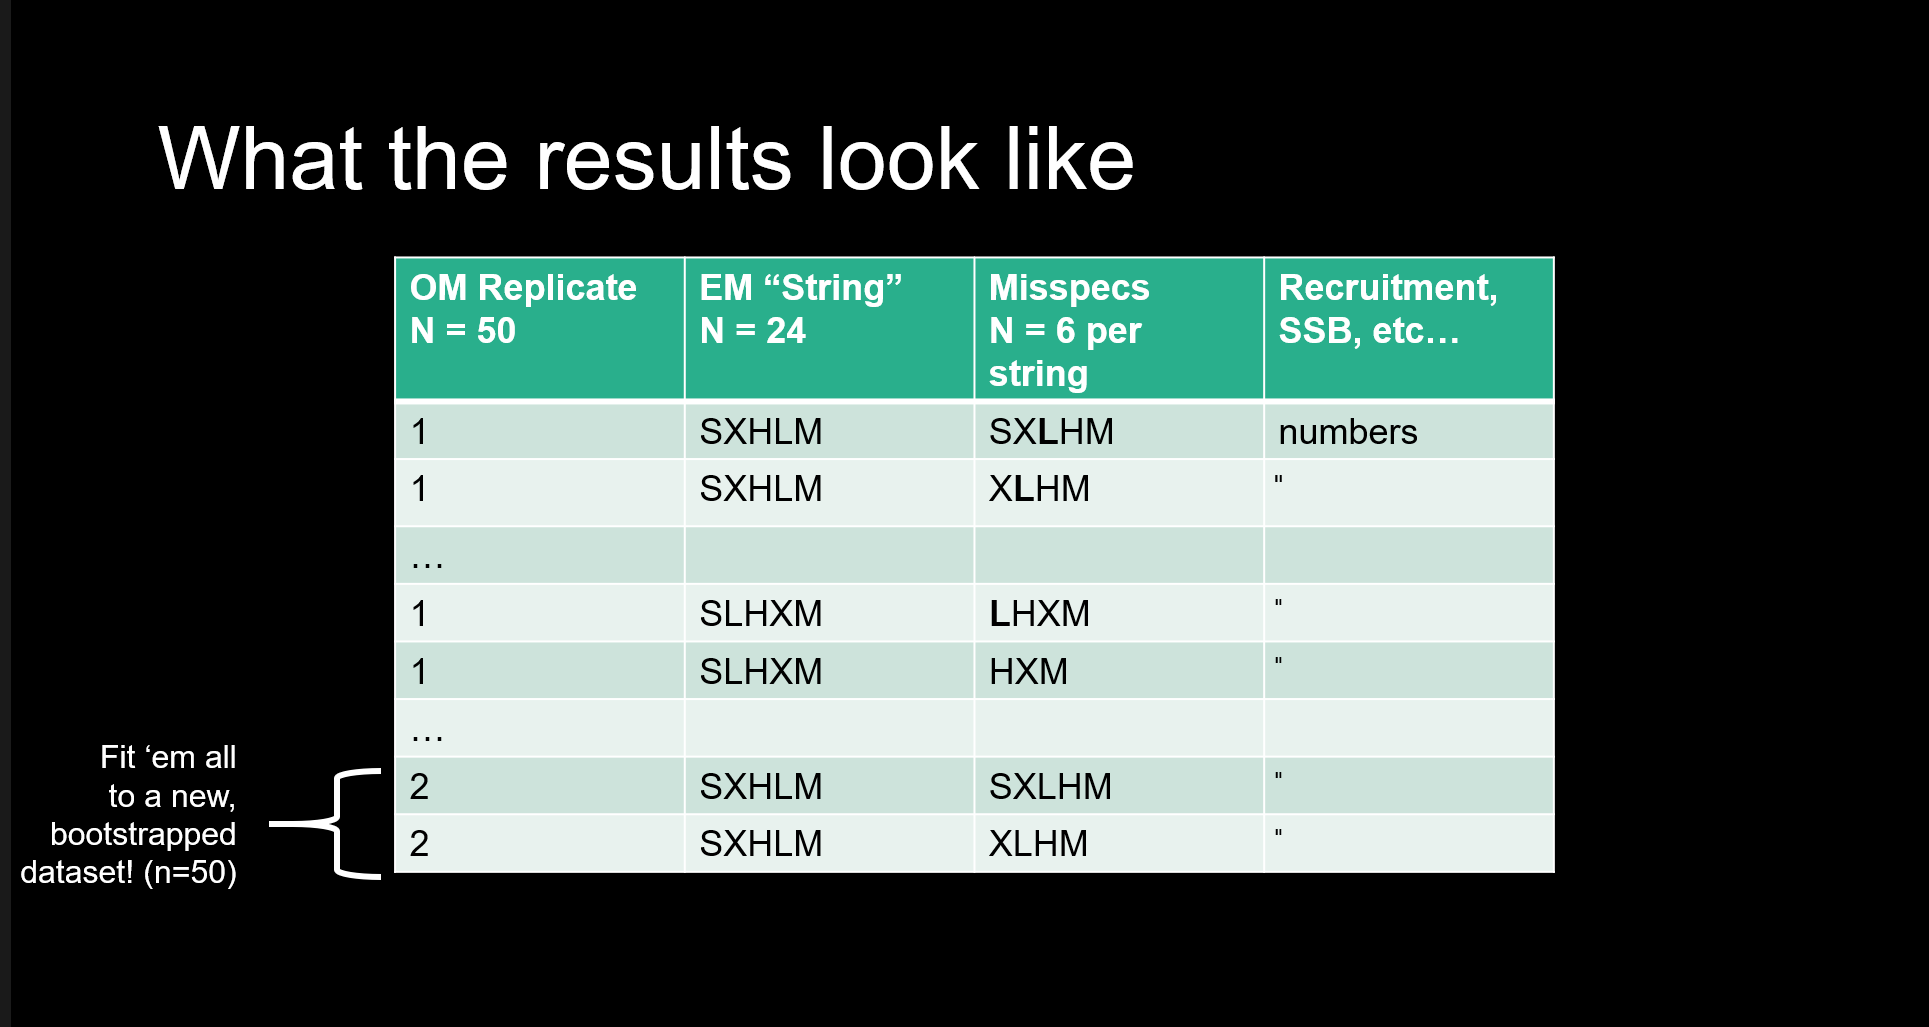 What the results look like
OM Replicate
N = 50
EM “String”
N = 24
Misspecs
N = 6 per
string
Recruitment,
SSB, etc…
1
SXHLM
SXLHM
numbers
1
SXHLM
XLHM
"
…
1
SLHXM
LHXM
"
1
SLHXM
HXM
"
…
2
SXHLM
SXLHM
"
2
SXHLM
XLHM
"
Fit ‘em all
to a new,
bootstrapped
dataset! (n=50)